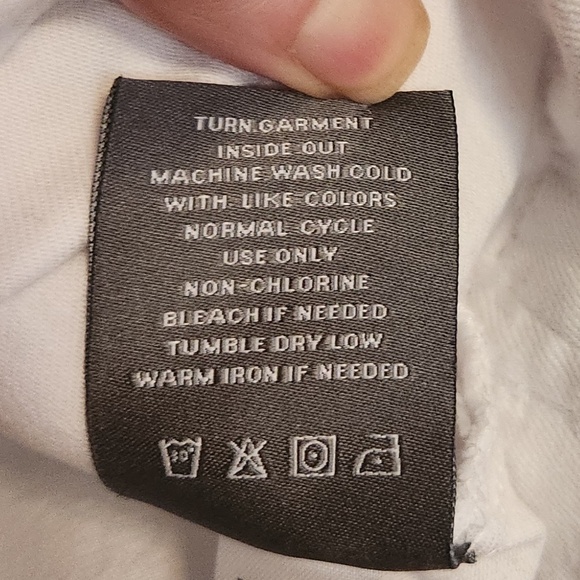 TURN GARMENT
INSIDE OUT
MACHINE WASH COLD
WITH LIKE COLORS
NORMAL CYCLE
USE ONLY
NON-CHLORINE
BLEACH IF NEEDED
TUMBLE DRY LOW
WARM IRON IF NEEDED
30°